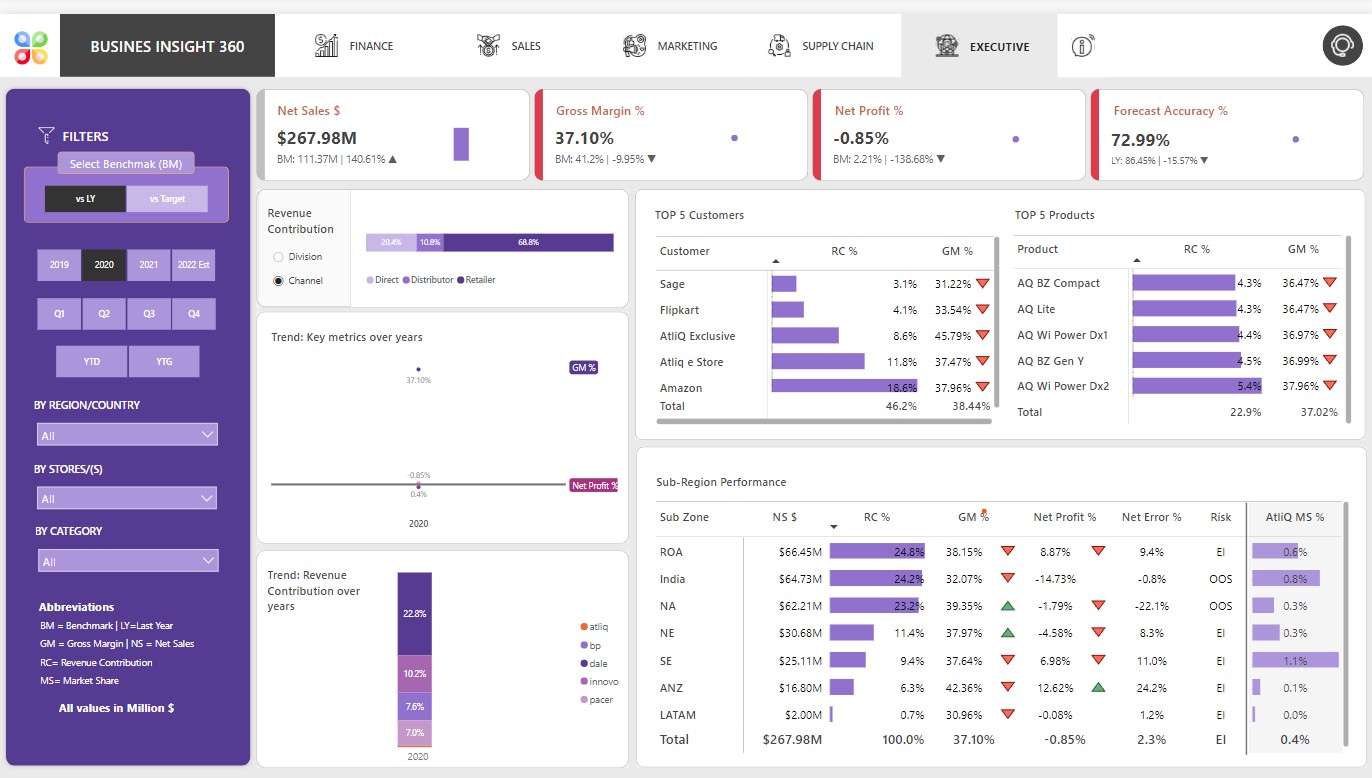 BUSINES INSIGHT 360
FINANCE
SALES
MARKETING
SUPPLY CHAIN
EXECUTIVE
FILTERS
Select Benchmak (BM)
vs LY vs Target
2019 2020 2021 2022 Est
Q1 Q2 Q3 Q4
YTD YTG
BY REGION/COUNTRY
All
BY STORES/(S)
All
BY CATEGORY
All
Abbreviations
BM = Benchmark | LY=Last Year
GM = Gross Margin | NS = Net Sales
RC= Revenue Contribution
MS= Market Share
All values in Million $
Net Sales $
$267.98M
BM: 111.37M | 140.61%
Gross Margin %
37.10%
BM: 41.2% | -9.95%
Net Profit %
-0.85%
BM: 2.21% | -138.68%
Forecast Accuracy %
72.99%
LY: 86.45% | -15.57%
Revenue
Contribution
Division
Channel
20.4% 10.8% 68.8%
Direct Distributor Retailer
Trend: Key metrics over years
GM %
37.10%
-0.85%
Net Profit %
0.4%
2020
Trend: Revenue
Contribution over
years
22.8%
10.2%
7.6%
7.0%
2020
atliq
bp
dale
innovo
pacer
TOP 5 Customers
Customer RC % GM %
Sage 3.1% 31.22%
Flipkart 4.1% 33.54%
AtliQ Exclusive 8.6% 45.79%
Atliq e Store 11.8% 37.47%
Amazon 18.6% 37.96%
Total 46.2% 38.44%
TOP 5 Products
Product RC % GM %
AQ BZ Compact 4.3% 36.47%
AQ Lite 4.3% 36.47%
AQ Wi Power Dx1 4.4% 36.97%
AQ BZ Gen Y 4.5% 36.99%
AQ Wi Power Dx2 5.4% 37.96%
Total 22.9% 37.02%
Sub-Region Performance
Sub Zone NS $ RC % GM % Net Profit % Net Error % Risk AtliQ MS %
ROA $66.45M 24.8% 38.15% 8.87% 9.4% EI 0.6%
India $64.73M 24.2% 32.07% -14.73% -0.8% OOS 0.8%
NA $62.21M 23.2% 39.35% -1.79% -22.1% OOS 0.3%
NE $30.68M 11.4% 37.97% -4.58% 8.3% EI 0.3%
SE $25.11M 9.4% 37.64% 6.98% 11.0% EI 1.1%
ANZ $16.80M 6.3% 42.36% 12.62% 24.2% EI 0.1%
LATAM $2.00M 0.7% 30.96% -0.08% 1.2% EI 0.0%
Total $267.98M 100.0% 37.10% -0.85% 2.3% EI 0.4%